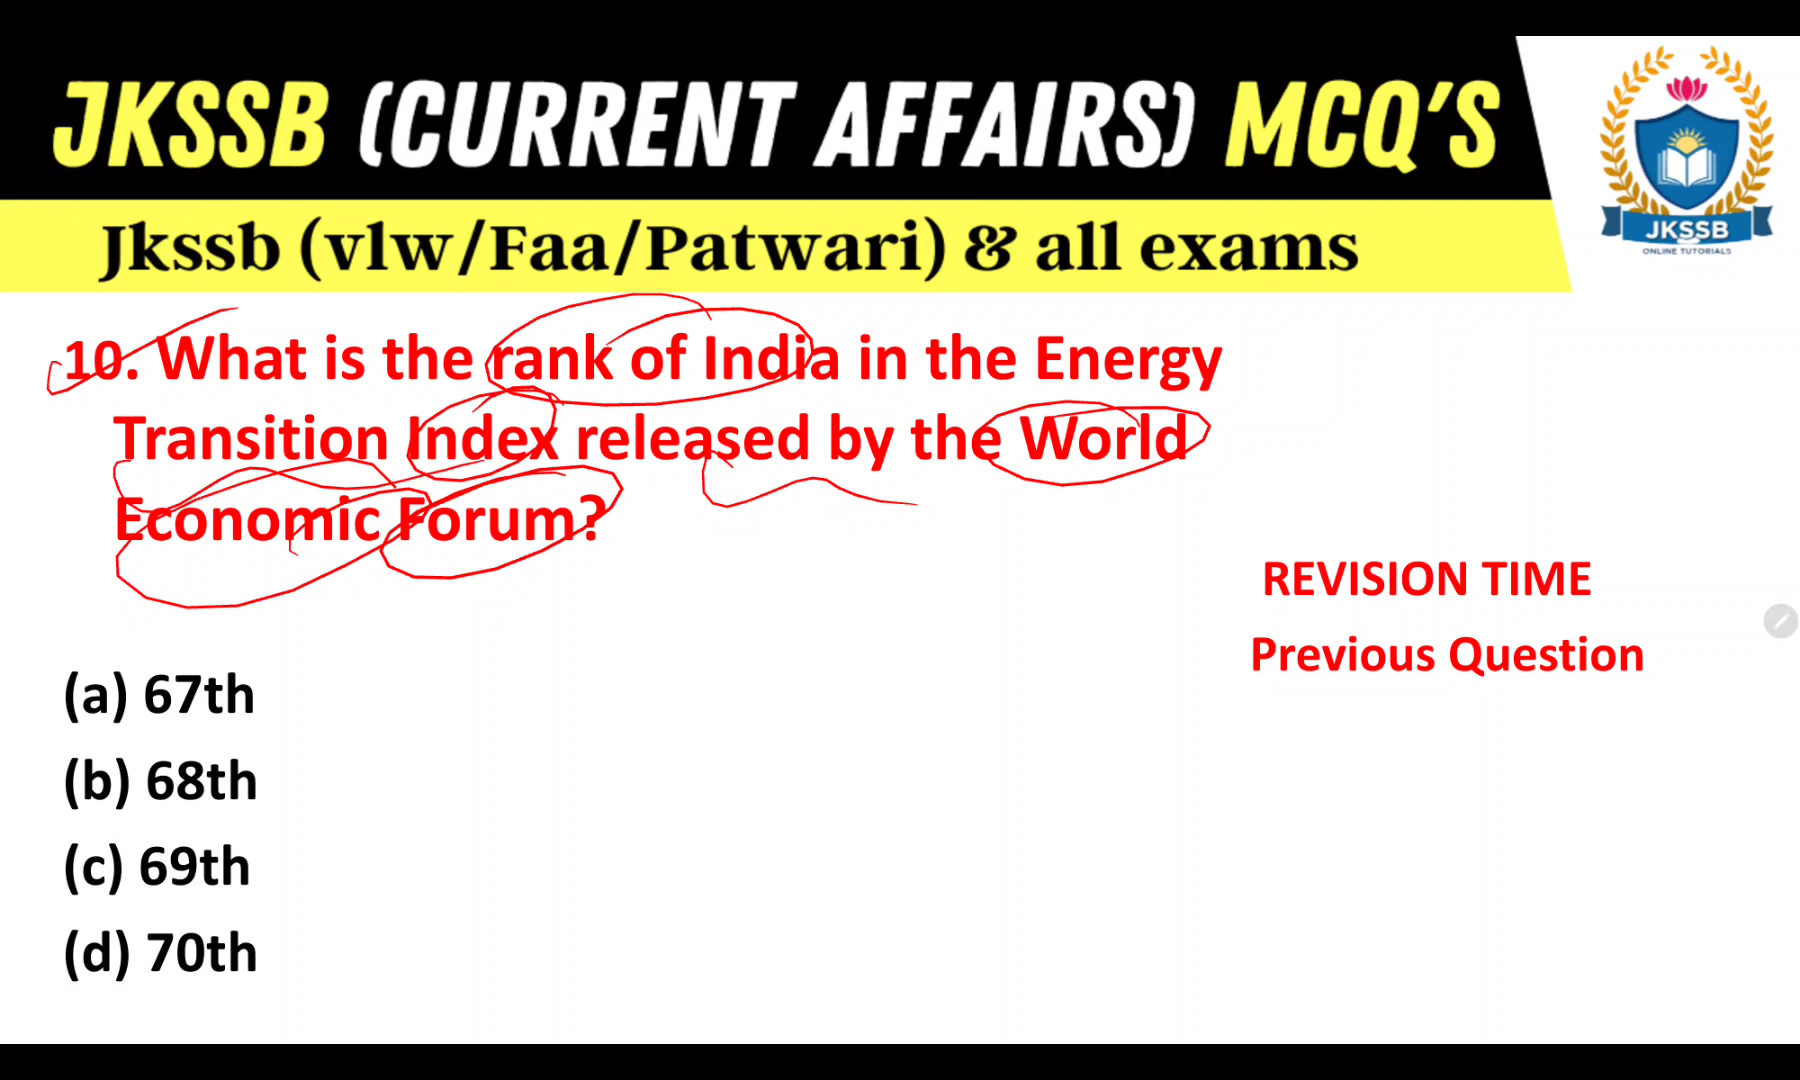 JKSSB (CURRENT AFFAIRS) MCQ'S
Jkssb (vlw/Faa/Patwari) & all exams
JKSSB
ONLINE TUTORIALS
10. What is the rank of India in the Energy
Transition Index released by the World
Economic Forum?
REVISION TIME
Previous Question
(a) 67th
(b) 68th
(c) 69th
(d) 70th